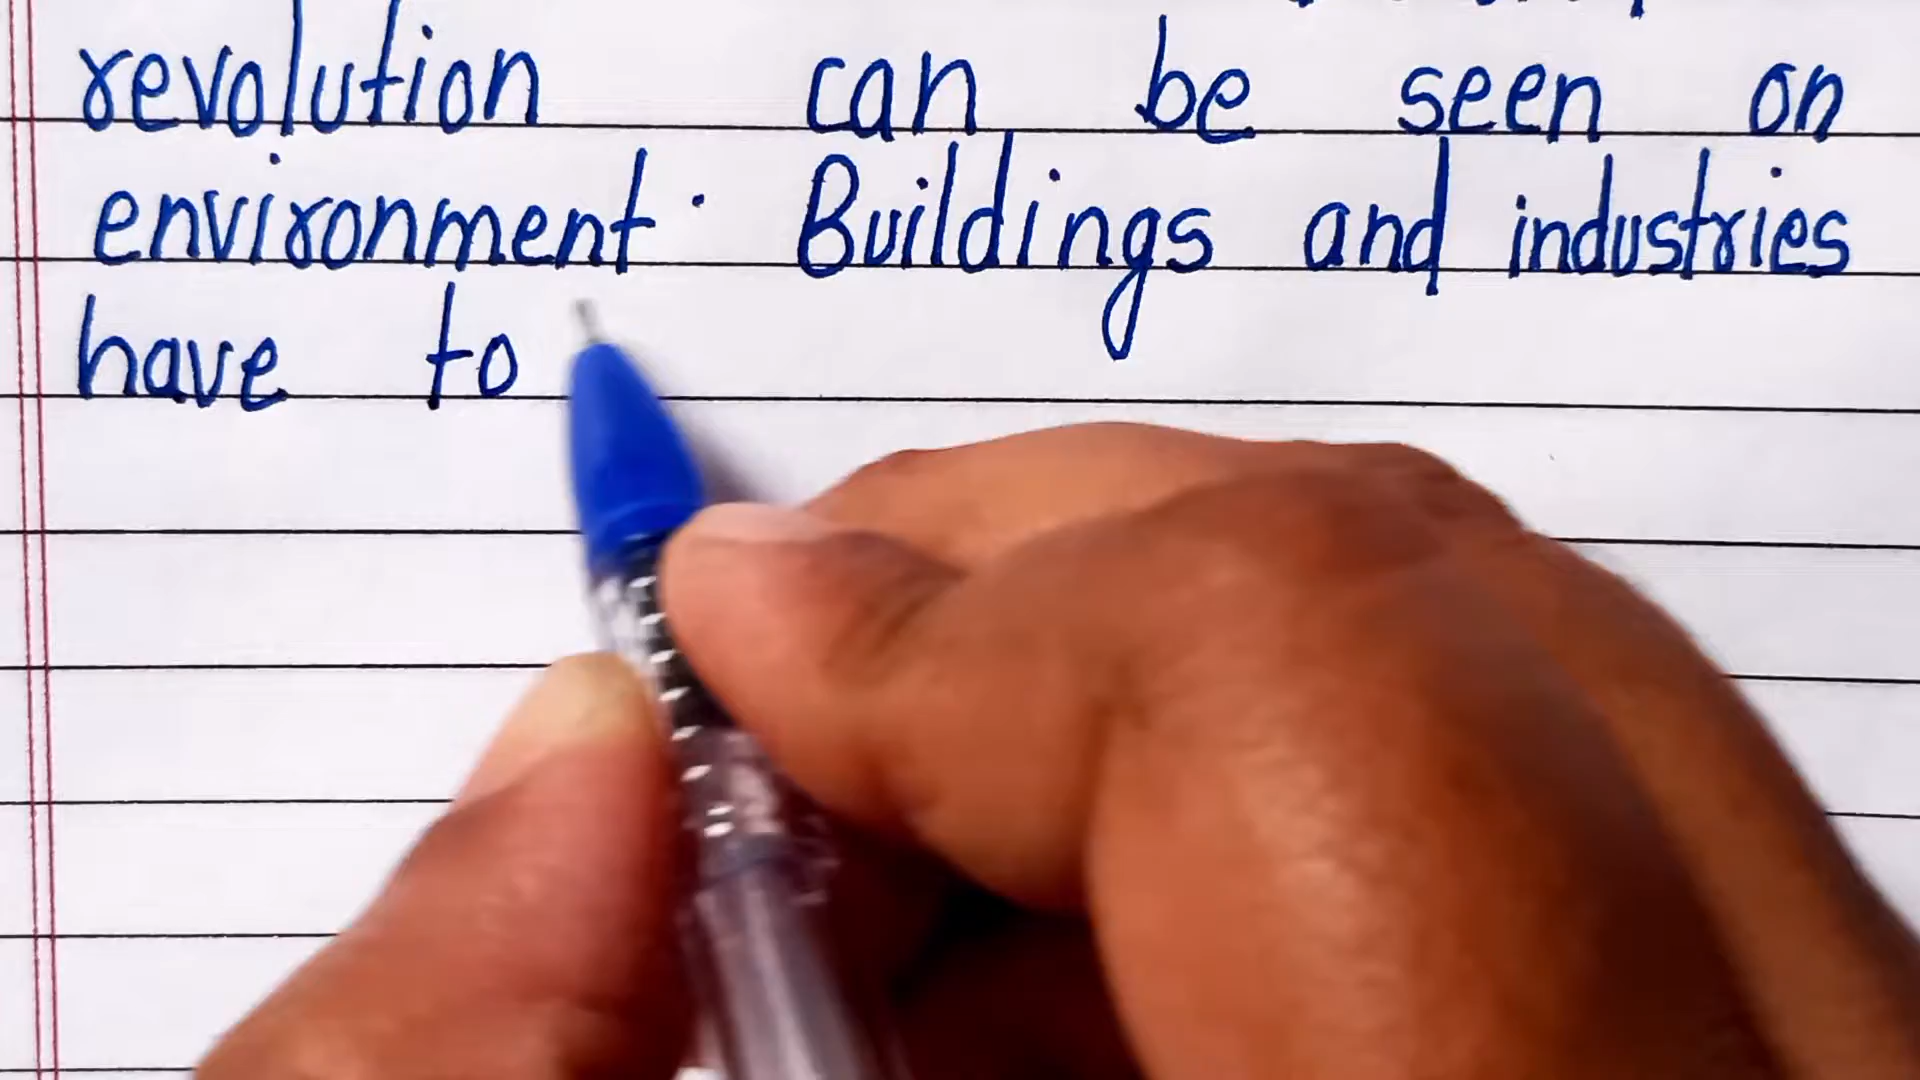 revolution can be seen on
environment. Buildings and industries
have to